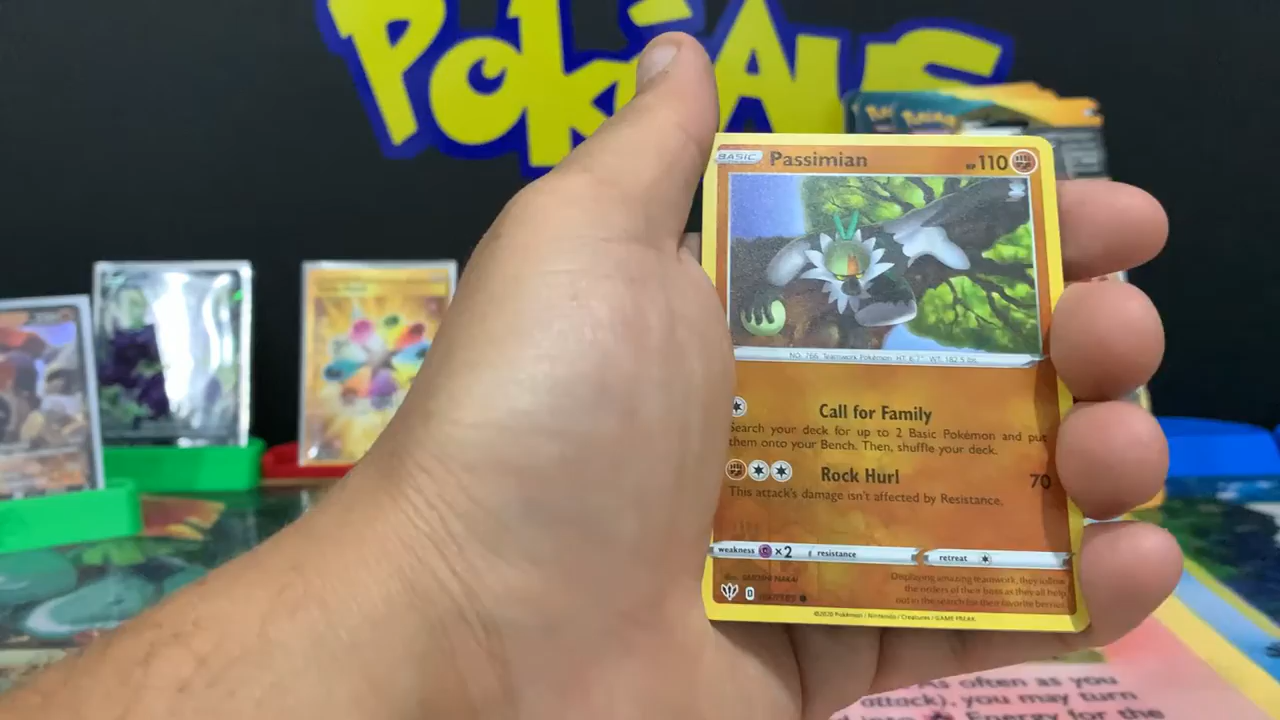 POKÉALS
BASIC Passimian HP 110
NO. 766 Teamwork Pokémon HT: 6'7" WT: 182.5 lbs.
Call for Family
Search your deck for up to 2 Basic Pokémon and put
them onto your Bench. Then, shuffle your deck.
Rock Hurl 70
This attack's damage isn't affected by Resistance.
weakness ×2 resistance retreat
D
Displaying amazing teamwork, they follow
the orders of their boss as they all help
out in the search for their favorite berries.
©2020 Pokémon / Nintendo / Creatures / GAME FREAK
As often as you
attack), you may turn
Energy for the